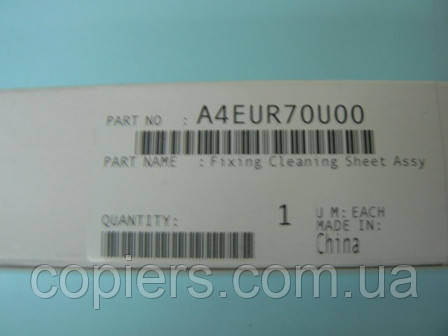 PART NO : A4EUR70U00
PART NAME : Fixing Cleaning Sheet Assy
QUANTITY: 1 U M: EACH
MADE IN:
China
copiers.com.ua